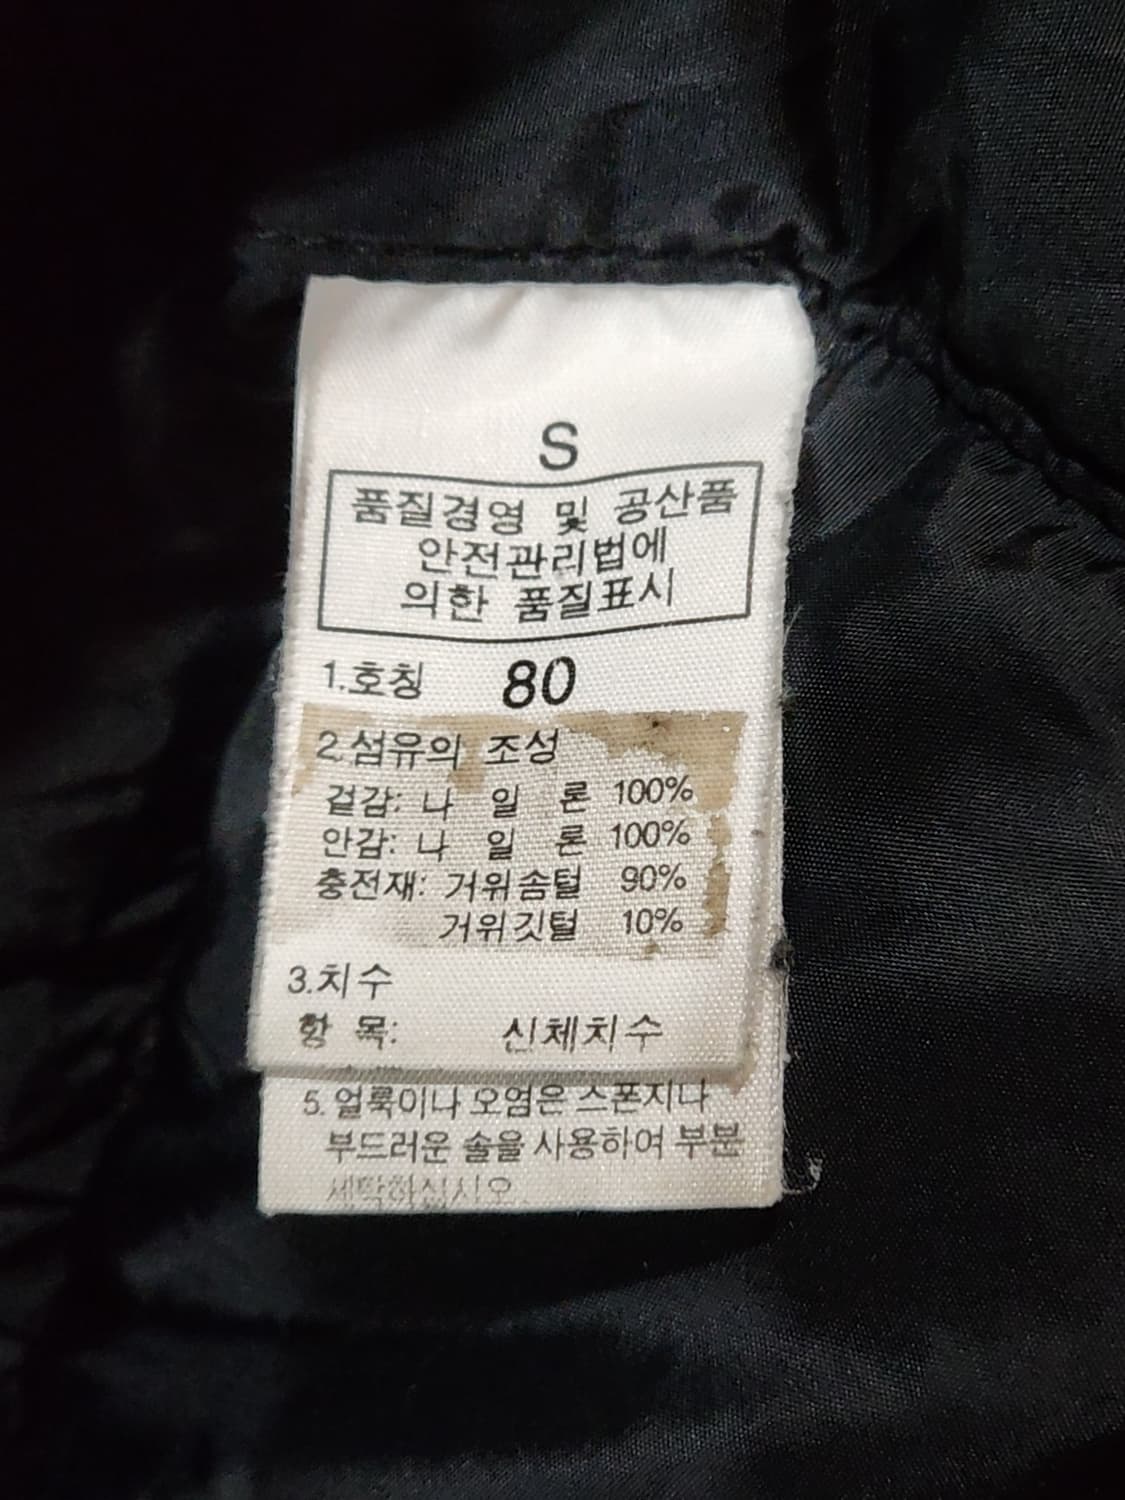 S
품질경영 및 공산품
안전관리법에
의한 품질표시
1.호칭 80
2.섬유의 조성
겉감: 나 일 론 100%
안감: 나 일 론 100%
충전재: 거위솜털 90%
거위깃털 10%
3.치수
항 목: 신체치수
5. 얼룩이나 오염은 스폰지나
부드러운 솔을 사용하여 부분
세탁하십시오.